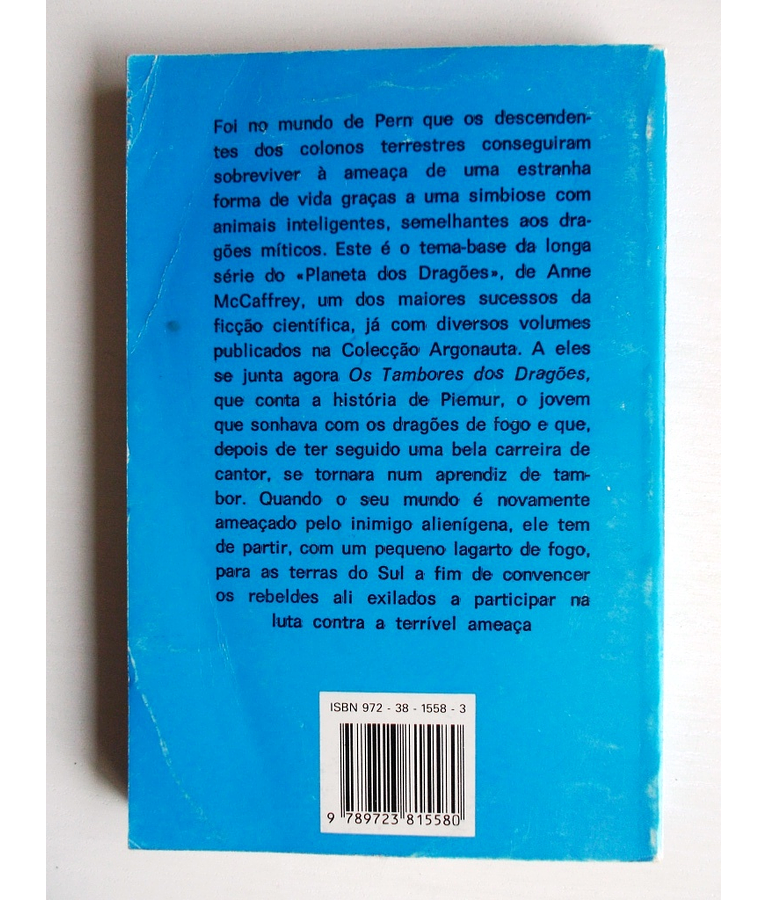 Foi no mundo de Pern que os descenden-
tes dos colonos terrestres conseguiram
sobreviver à ameaça de uma estranha
forma de vida graças a uma simbiose com
animais inteligentes, semelhantes aos dra-
gões míticos. Este é o tema-base da longa
série do «Planeta dos Dragões», de Anne
McCaffrey, um dos maiores sucessos da
ficção científica, já com diversos volumes
publicados na Colecção Argonauta. A eles
se junta agora Os Tambores dos Dragões,
que conta a história de Piemur, o jovem
que sonhava com os dragões de fogo e que,
depois de ter seguido uma bela carreira de
cantor, se tornara num aprendiz de tam-
bor. Quando o seu mundo é novamente
ameaçado pelo inimigo alienígena, ele tem
de partir, com um pequeno lagarto de fogo,
para as terras do Sul a fim de convencer
os rebeldes ali exilados a participar na
luta contra a terrível ameaça
ISBN 972 - 38 - 1558 - 3
9 789723 815580